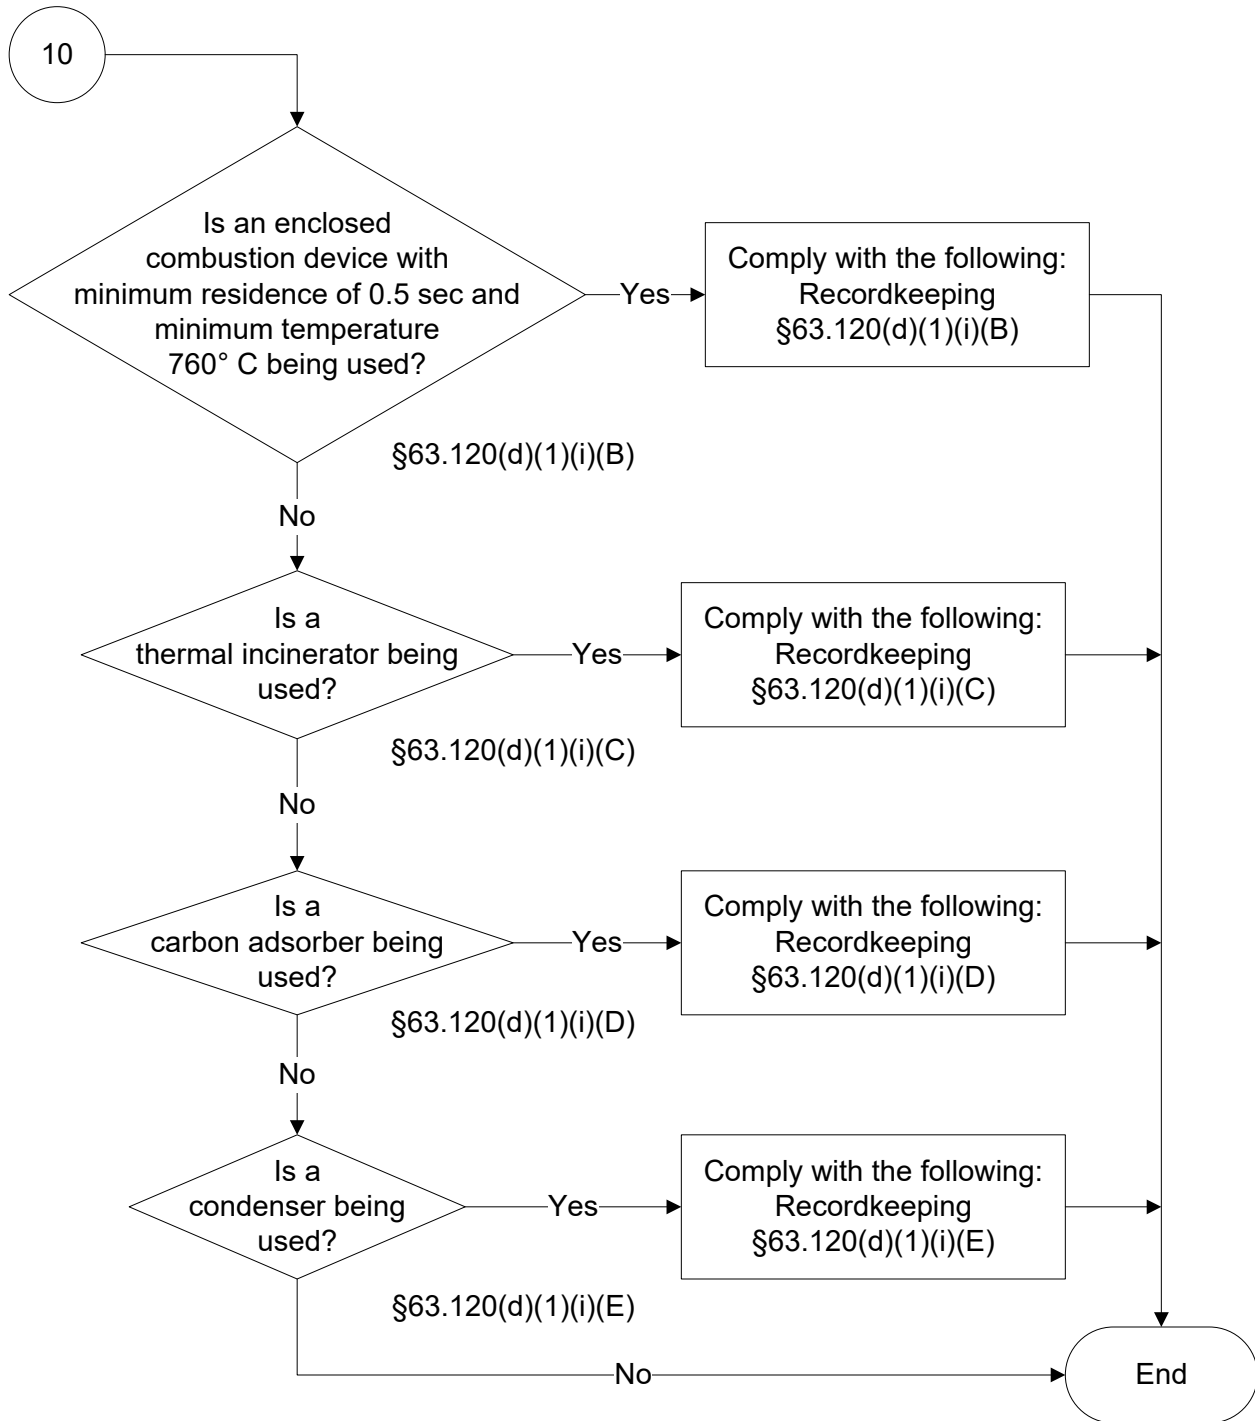 10
Is an enclosed
combustion device with
minimum residence of 0.5 sec and
minimum temperature
760° C being used?
Yes
Comply with the following:
Recordkeeping
§63.120(d)(1)(i)(B)
§63.120(d)(1)(i)(B)
No
Is a
thermal incinerator being
used?
Yes
Comply with the following:
Recordkeeping
§63.120(d)(1)(i)(C)
§63.120(d)(1)(i)(C)
No
Is a
carbon adsorber being
used?
Yes
Comply with the following:
Recordkeeping
§63.120(d)(1)(i)(D)
§63.120(d)(1)(i)(D)
No
Is a
condenser being
used?
Yes
Comply with the following:
Recordkeeping
§63.120(d)(1)(i)(E)
§63.120(d)(1)(i)(E)
No
End